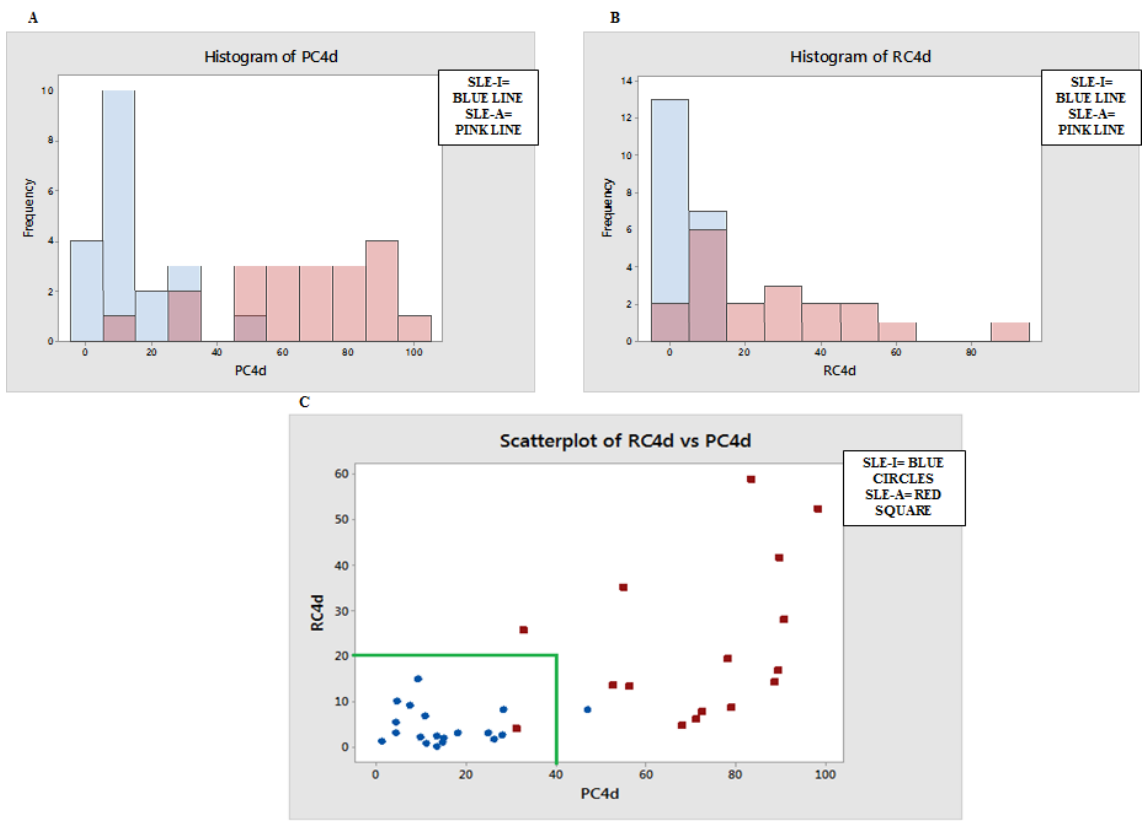 A
Histogram of PC4d
SLE-I=
BLUE LINE
SLE-A=
PINK LINE
Frequency
10
8
6
4
2
0
0 20 40 60 80 100
PC4d
B
Histogram of RC4d
SLE-I=
BLUE LINE
SLE-A=
PINK LINE
Frequency
14
12
10
8
6
4
2
0
0 20 40 60 80
RC4d
C
Scatterplot of RC4d vs PC4d
SLE-I= BLUE
CIRCLES
SLE-A= RED
SQUARE
RC4d
60
50
40
30
20
10
0
0 20 40 60 80 100
PC4d